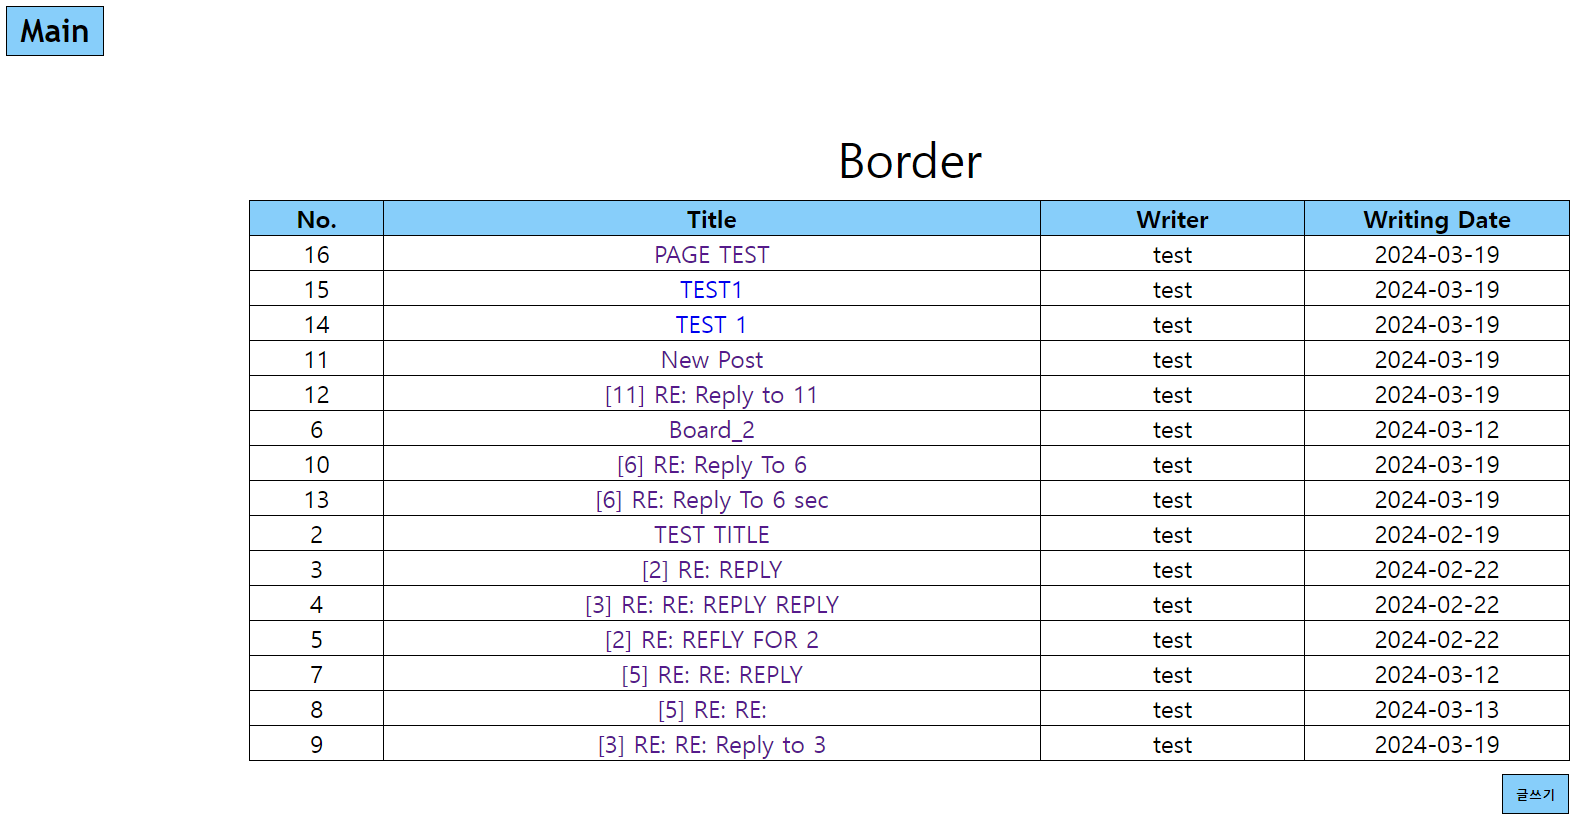 Main
Border
No. Title Writer Writing Date
16 PAGE TEST test 2024-03-19
15 TEST1 test 2024-03-19
14 TEST 1 test 2024-03-19
11 New Post test 2024-03-19
12 [11] RE: Reply to 11 test 2024-03-19
6 Board_2 test 2024-03-12
10 [6] RE: Reply To 6 test 2024-03-19
13 [6] RE: Reply To 6 sec test 2024-03-19
2 TEST TITLE test 2024-02-19
3 [2] RE: REPLY test 2024-02-22
4 [3] RE: RE: REPLY REPLY test 2024-02-22
5 [2] RE: REFLY FOR 2 test 2024-02-22
7 [5] RE: RE: REPLY test 2024-03-12
8 [5] RE: RE: test 2024-03-13
9 [3] RE: RE: Reply to 3 test 2024-03-19
글쓰기